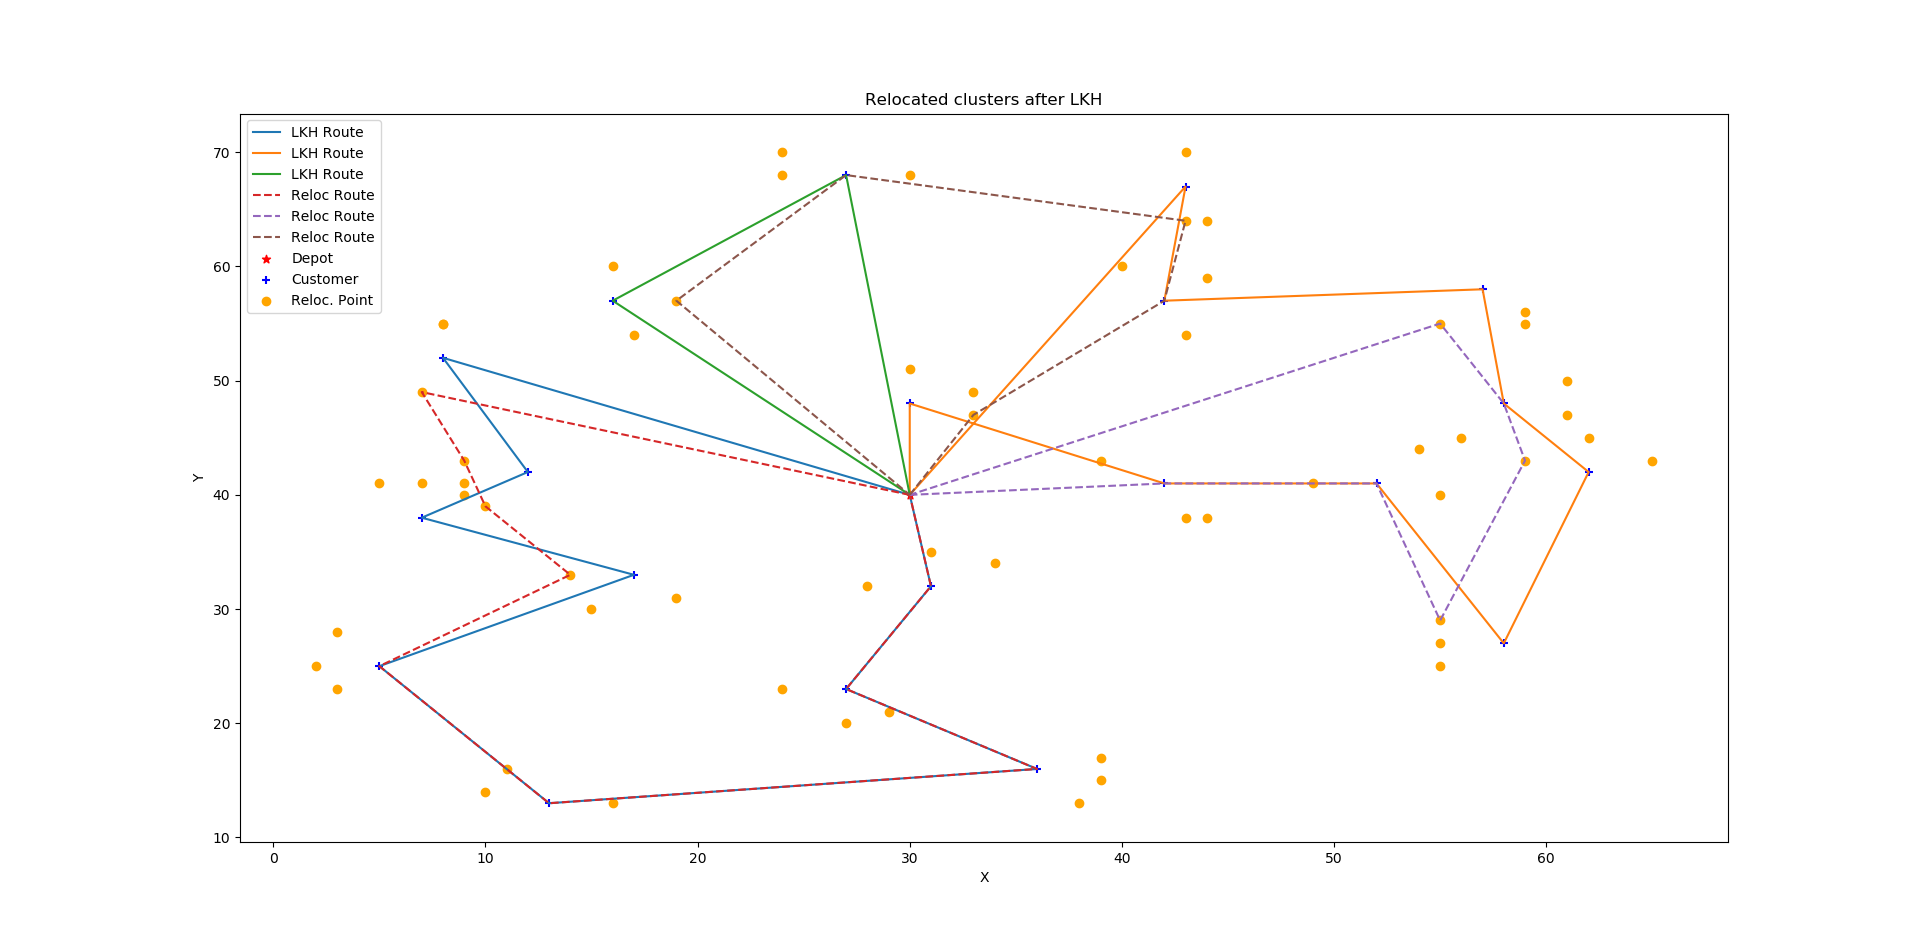 Relocated clusters after LKH
LKH Route
LKH Route
LKH Route
Reloc Route
Reloc Route
Reloc Route
Depot
Customer
Reloc. Point
70
60
50
40
30
20
10
Y
0 10 20 30 40 50 60
X